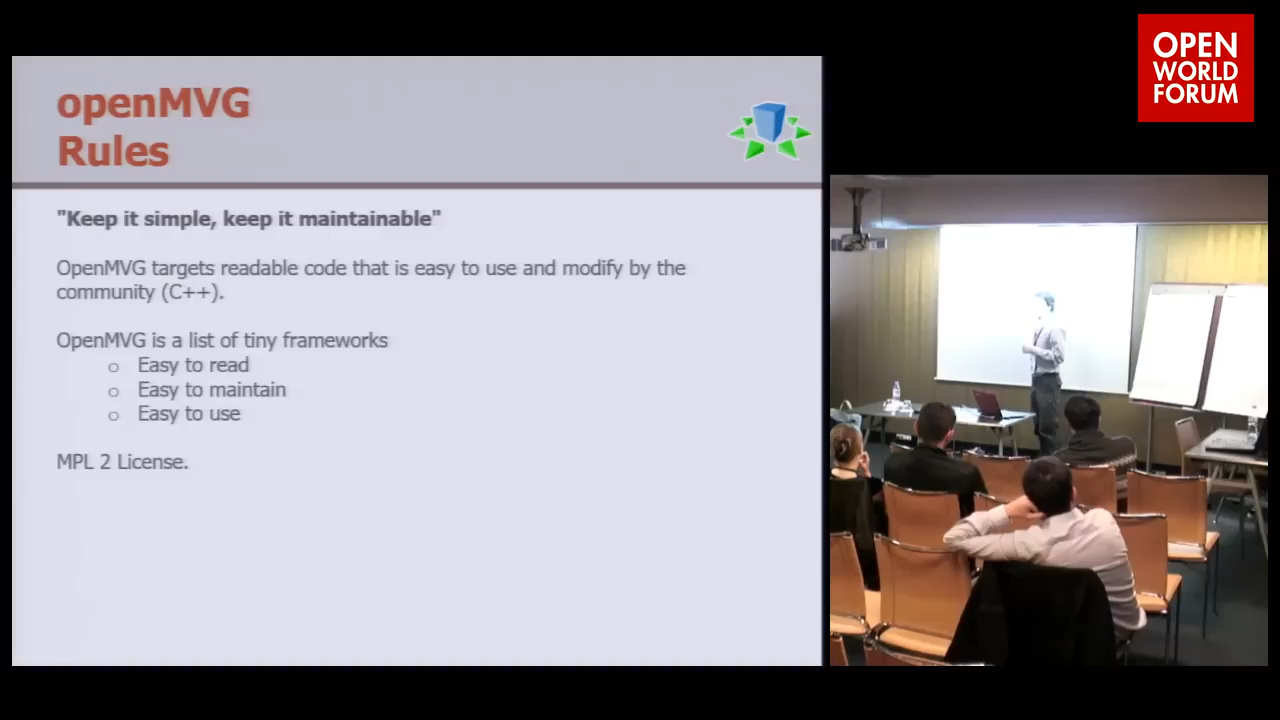 openMVG
Rules
"Keep it simple, keep it maintainable"
OpenMVG targets readable code that is easy to use and modify by the
community (C++).
OpenMVG is a list of tiny frameworks
o Easy to read
o Easy to maintain
o Easy to use
MPL 2 License.
OPEN
WORLD
FORUM